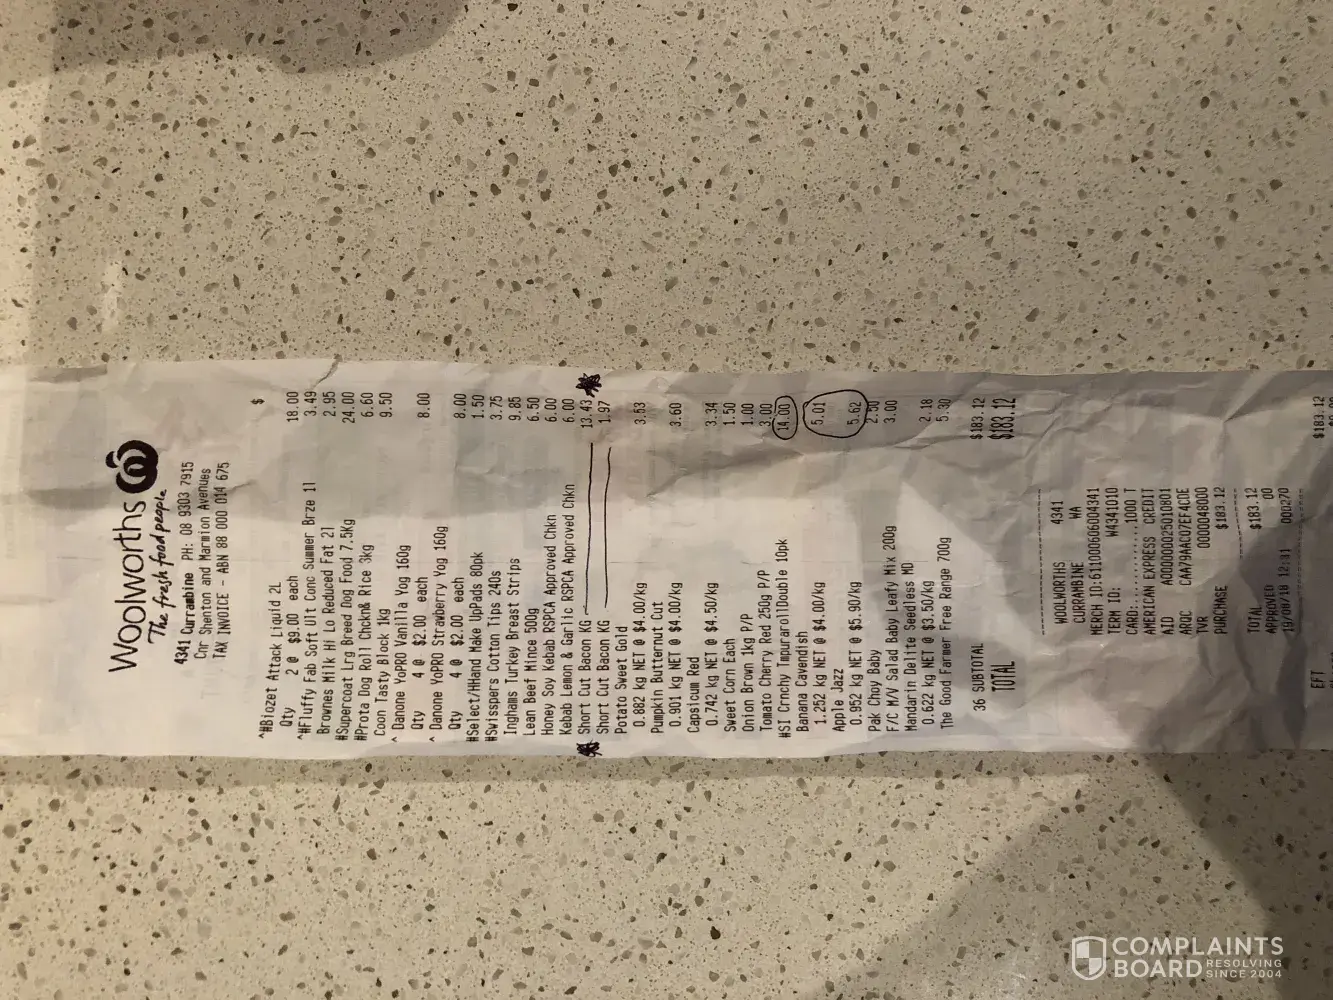 Woolworths
The fresh food people
4341 Currambine PH: 08 9303 7915
Cnr Shenton and Marmion Avenues
TAX INVOICE - ABN 88 000 014 675
$
^#Biozet Attack Liquid 2L
Qty 2 @ $9.00 each 18.00
^#Fluffy Fab Soft Ult Conc Summer Brze 1l 3.49
Brownes Milk Hi Lo Reduced Fat 2l 2.95
#Supercoat Lrg Breed Dog Food 7.5Kg 24.00
#Prota Dog Roll Chckn& Rice 3kg 6.60
Coon Tasty Block 1kg 9.50
^ Danone YoPRO Vanilla Yog 160g
Qty 4 @ $2.00 each 8.00
^ Danone YoPRO Strawberry Yog 160g
Qty 4 @ $2.00 each 8.00
#Select/HHand Make UpPads 80pk 1.50
#Swisspers Cotton Tips 240s 3.75
Inghams Turkey Breast Strips 9.85
Lean Beef Mince 500g 6.50
Honey Soy Kebab RSPCA Approved Chkn 6.00
Kebab Lemon & Garlic RSPCA Approved Chkn 6.00
Short Cut Bacon KG 13.43
Short Cut Bacon KG 1.97
Potato Sweet Gold
0.882 kg NET @ $4.00/kg 3.53
Pumpkin Butternut Cut
0.901 kg NET @ $4.00/kg 3.60
Capsicum Red
0.742 kg NET @ $4.50/kg 3.34
Sweet Corn Each 1.50
Onion Brown 1kg P/P 1.00
Tomato Cherry Red 250g P/P 3.00
#SI Crnchy ImpurarollDouble 10pk 14.00
Banana Cavendish
1.252 kg NET @ $4.00/kg 5.01
Apple Jazz
0.952 kg NET @ $5.90/kg 5.62
Pak Choy Baby 2.50
F/C M/V Salad Baby Leafy Mix 200g 3.00
Mandarin Delite Seedless MD
0.622 kg NET @ $3.50/kg 2.18
The Good Farmer Free Range 700g 5.30
36 SUBTOTAL $183.12
TOTAL $183.12
WOOLWORTHS 4341
CURRAMBINE WA
MERCH ID:611000606004341
TERM ID: W4341010
CARD:............1000 T
AMERICAN EXPRESS CREDIT
AID A000000025010801
ARQC CAA79AAC07EF4CDE
TVR 0000048000
PURCHASE $183.12
TOTAL $183.12
APPROVED 00
19/08/18 12:31 000270
EFT $183.12
COMPLAINTS
BOARD RESOLVING
SINCE 2004